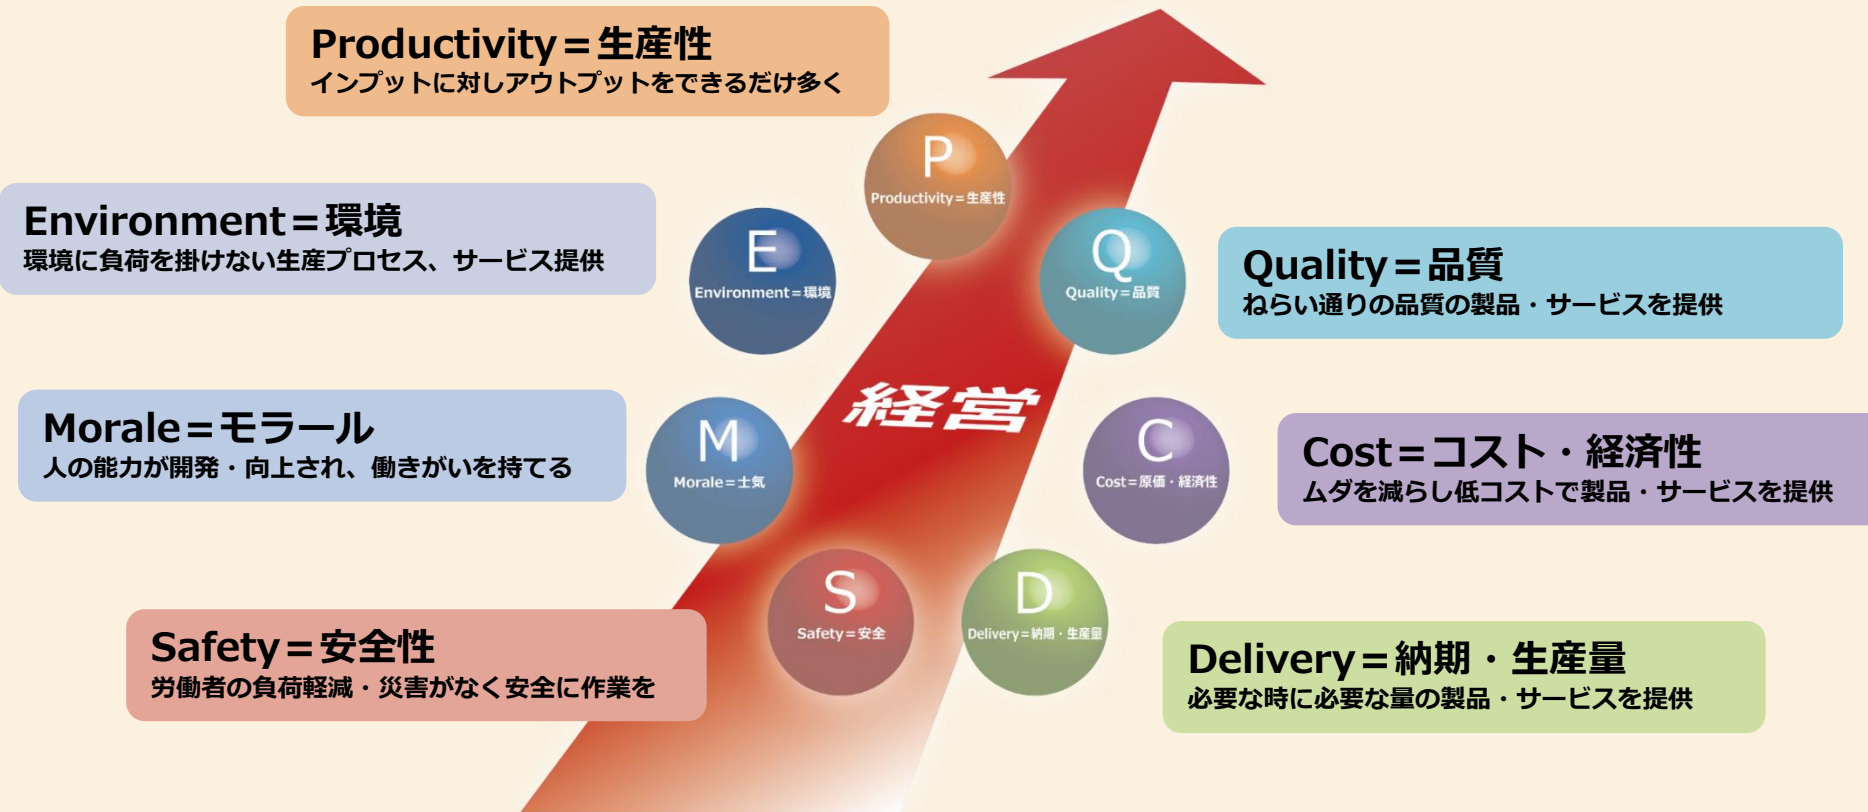 Productivity=生産性
インプットに対しアウトプットをできるだけ多く
P
Productivity=生産性
Environment=環境
環境に負荷を掛けない生産プロセス、サービス提供
E
Environment=環境
Q
Quality=品質
Quality=品質
ねらい通りの品質の製品・サービスを提供
経営
Morale=モラール
人の能力が開発・向上され、働きがいを持てる
M
Morale=士気
C
Cost=原価・経済性
Cost=コスト・経済性
ムダを減らし低コストで製品・サービスを提供
Safety=安全性
労働者の負荷軽減・災害がなく安全に作業を
S
Safety=安全
D
Delivery=納期・生産量
Delivery=納期・生産量
必要な時に必要な量の製品・サービスを提供